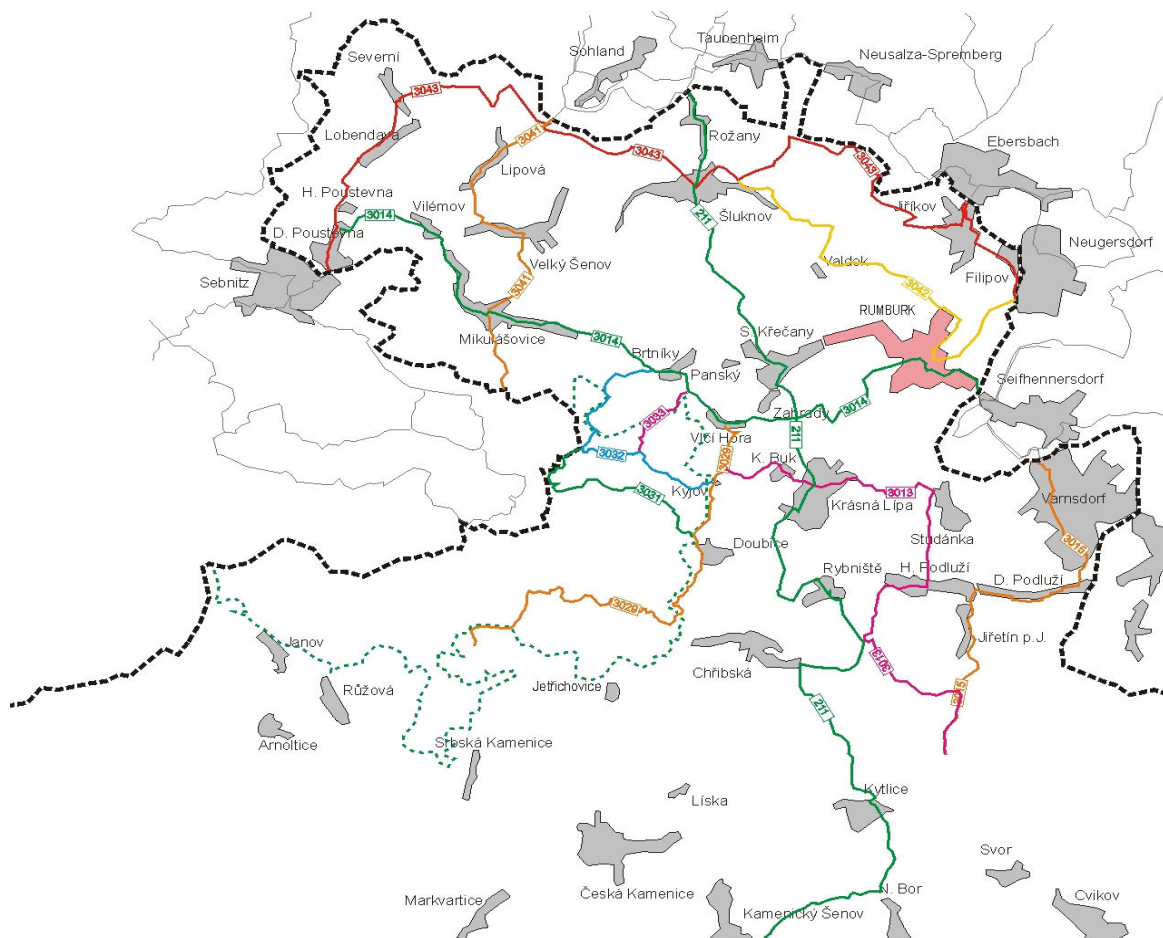 Taubenheim
Sohland
Neusalza-Spremberg
Severní
3043
Rožany
Lobendava
3041
Ebersbach
3043
3043
Lipová
H. Poustevna
Vilémov
Šluknov
Jiříkov
3014
211
D. Poustevna
Neugersdorf
Velký Šenov
Valdek
Filipov
Sebnitz
3041
3042
RUMBURK
Mikulášovice
3014
S. Křečany
Brtníky
Panský
Seifhennersdorf
3033
Zahrady
3014
Vlčí Hora
211
3032
3029
K. Buk
Kyjov
3031
3013
Varnsdorf
Krásná Lípa
Studánka
Doubice
3015
Rybniště
H. Podluží
D. Podluží
3029
Janov
Jiřetín p.J.
3013
Chřibská
Růžová
Jetřichovice
3015
211
Arnoltice
Srbská Kamenice
Kytlice
Líska
Svor
Česká Kamenice
N. Bor
Markvartice
Cvikov
Kamenický Šenov